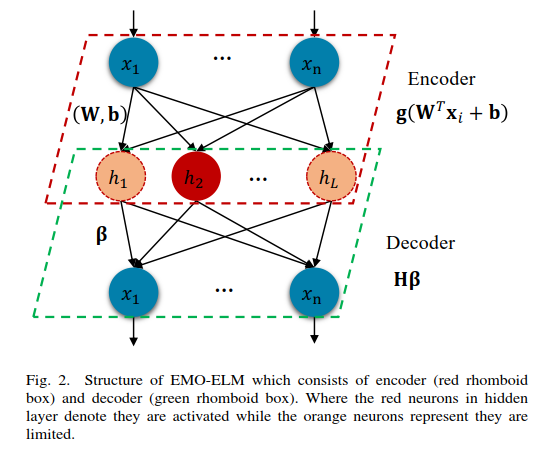 x₁ ... xₙ
Encoder
(𝐖, 𝐛)
𝐠(𝐖ᵀ𝐱ᵢ + 𝐛)
h₁ h₂ ... h_L
𝛃
Decoder
𝐇𝛃
x₁ ... xₙ
Fig. 2. Structure of EMO-ELM which consists of encoder (red rhomboid
box) and decoder (green rhomboid box). Where the red neurons in hidden
layer denote they are activated while the orange neurons represent they are
limited.